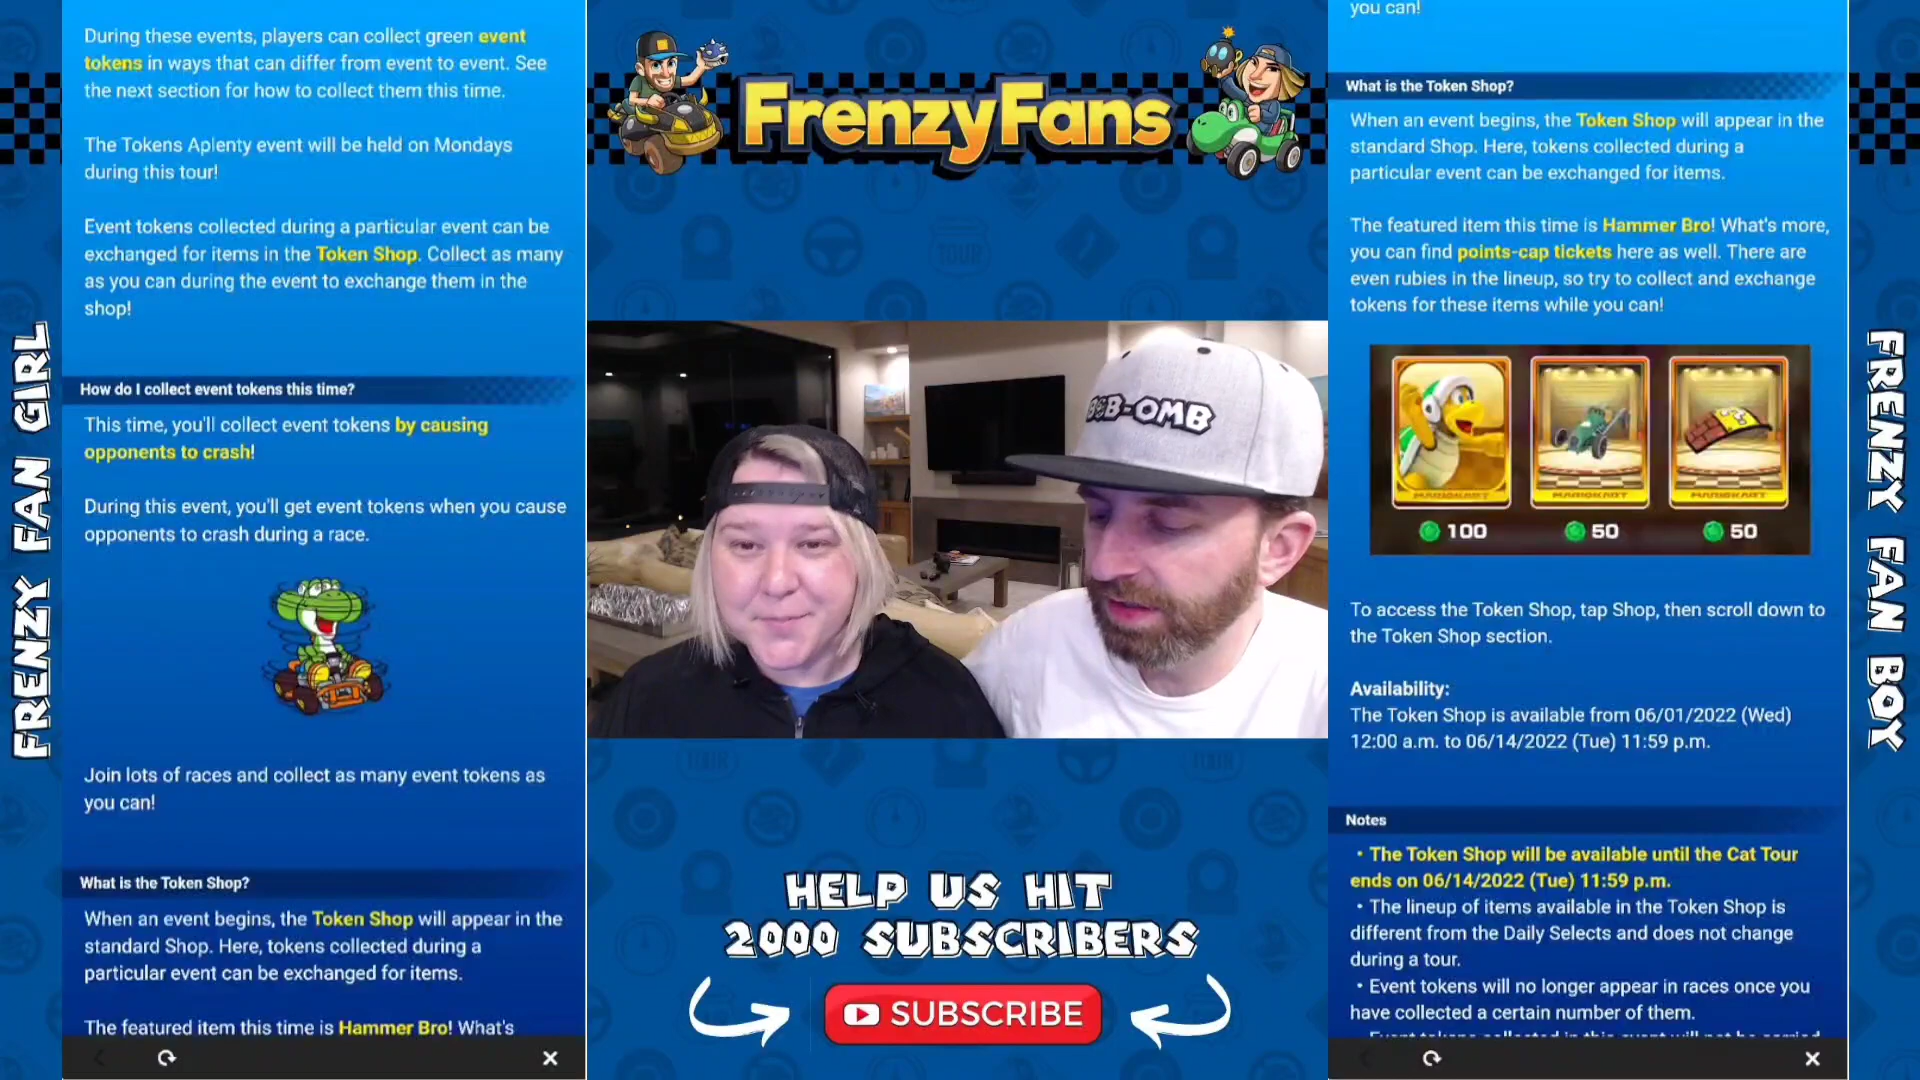 During these events, players can collect green event
tokens in ways that can differ from event to event. See
the next section for how to collect them this time.
The Tokens Aplenty event will be held on Mondays
during this tour!
Event tokens collected during a particular event can be
exchanged for items in the Token Shop. Collect as many
as you can during the event to exchange them in the
shop!
How do I collect event tokens this time?
This time, you'll collect event tokens by causing
opponents to crash!
During this event, you'll get event tokens when you cause
opponents to crash during a race.
Join lots of races and collect as many event tokens as
you can!
What is the Token Shop?
When an event begins, the Token Shop will appear in the
standard Shop. Here, tokens collected during a
particular event can be exchanged for items.
The featured item this time is Hammer Bro! What's
FRENZY FAN GIRL
FrenzyFans
BOB-OMB
HELP US HIT
2000 SUBSCRIBERS
SUBSCRIBE
you can!
What is the Token Shop?
When an event begins, the Token Shop will appear in the
standard Shop. Here, tokens collected during a
particular event can be exchanged for items.
The featured item this time is Hammer Bro! What's more,
you can find points-cap tickets here as well. There are
even rubies in the lineup, so try to collect and exchange
tokens for these items while you can!
MARIOKART MARIOKART MARIOKART
100 50 50
To access the Token Shop, tap Shop, then scroll down to
the Token Shop section.
Availability:
The Token Shop is available from 06/01/2022 (Wed)
12:00 a.m. to 06/14/2022 (Tue) 11:59 p.m.
Notes
• The Token Shop will be available until the Cat Tour
ends on 06/14/2022 (Tue) 11:59 p.m.
• The lineup of items available in the Token Shop is
different from the Daily Selects and does not change
during a tour.
• Event tokens will no longer appear in races once you
have collected a certain number of them.
• Event tokens collected in this event will not be carried
FRENZY FAN BOY
TOUR
TOUR
TOUR